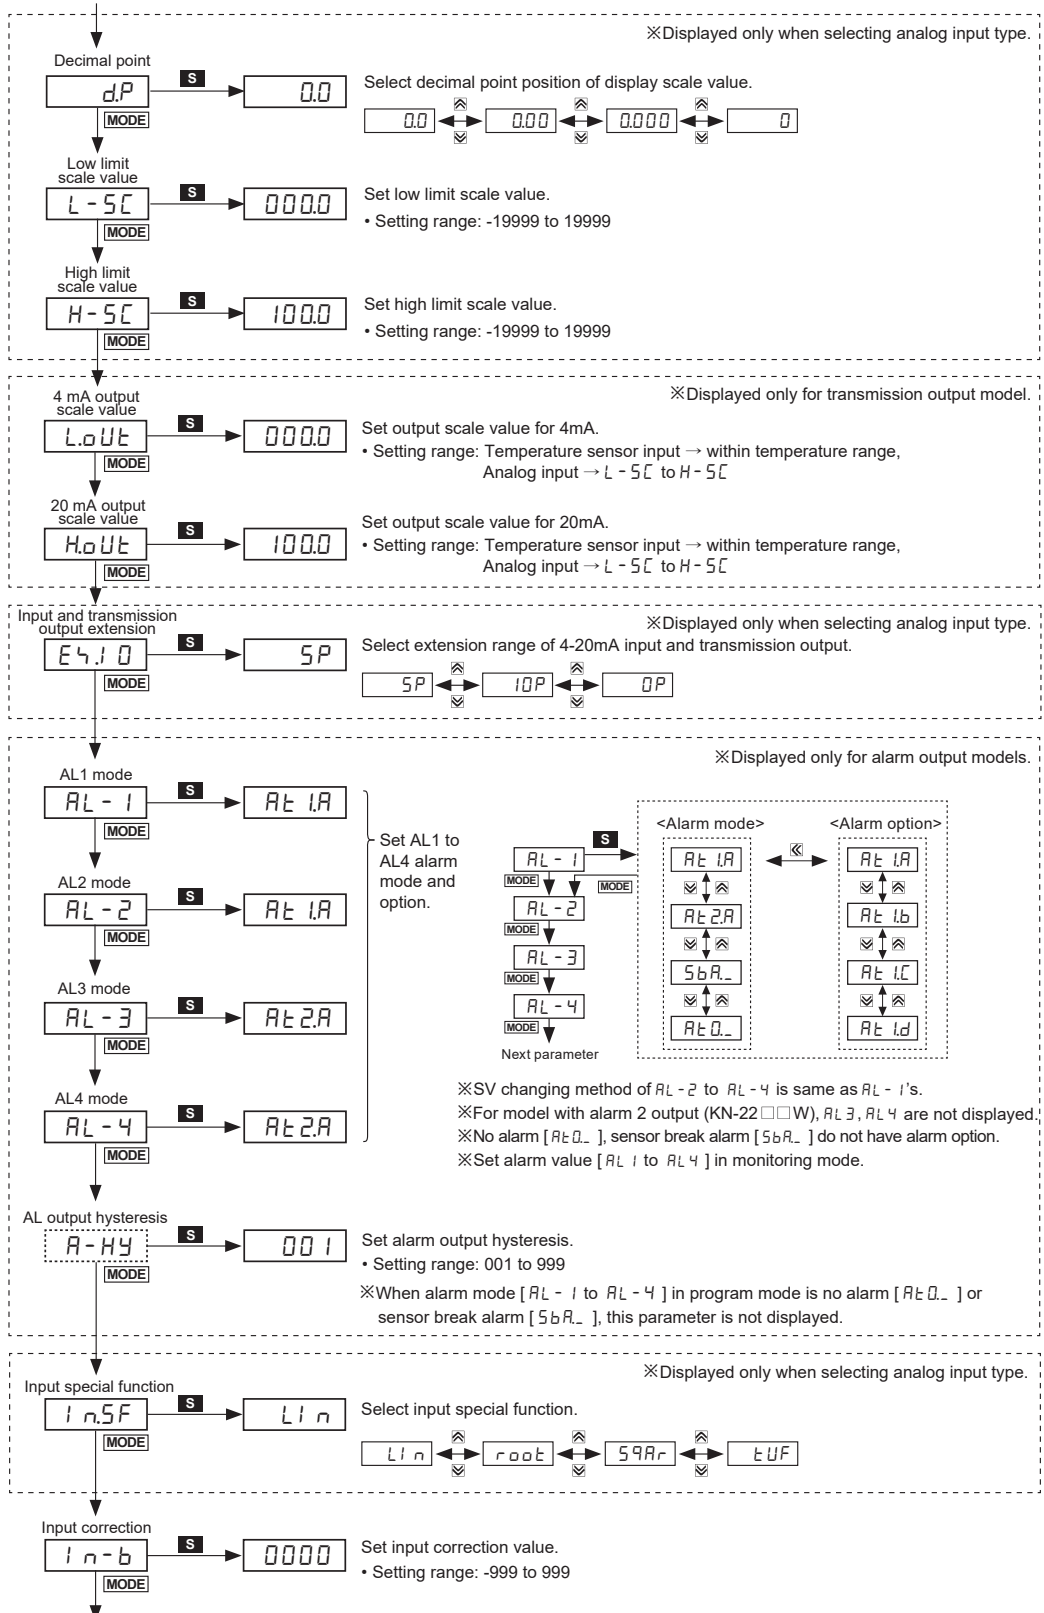 ※Displayed only when selecting analog input type.
Decimal point
d.P
S
0.0
MODE
Select decimal point position of display scale value.
0.0
0.00
0.000
0
Low limit
scale value
L-SC
S
000.0
MODE
Set low limit scale value.
• Setting range: -19999 to 19999
High limit
scale value
H-SC
S
100.0
MODE
Set high limit scale value.
• Setting range: -19999 to 19999
※Displayed only for transmission output model.
4 mA output
scale value
L.oUt
S
000.0
MODE
Set output scale value for 4mA.
• Setting range: Temperature sensor input → within temperature range,
Analog input → L-SC to H-SC
20 mA output
scale value
H.oUt
S
100.0
MODE
Set output scale value for 20mA.
• Setting range: Temperature sensor input → within temperature range,
Analog input → L-SC to H-SC
※Displayed only when selecting analog input type.
Input and transmission
output extension
S
5P
MODE
Select extension range of 4-20mA input and transmission output.
5P
10P
0P
※Displayed only for alarm output models.
AL1 mode
AL-1
S
At1.A
MODE
AL2 mode
AL-2
S
At1.A
MODE
AL3 mode
AL-3
S
At2.A
MODE
AL4 mode
AL-4
S
At2.A
MODE
Set AL1 to
AL4 alarm
mode and
option.
AL-1
S
MODE
MODE
AL-2
MODE
AL-3
MODE
AL-4
MODE
Next parameter
<Alarm mode>
At1.A
At2.A
SbA._
At0._
<Alarm option>
At1.A
At1.b
At1.C
At1.d
※SV changing method of AL-2 to AL-4 is same as AL-1's.
※For model with alarm 2 output (KN-22□□W), AL3, AL4 are not displayed.
※No alarm [ At0._ ], sensor break alarm [ SbA._ ] do not have alarm option.
※Set alarm value [ AL1 to AL4 ] in monitoring mode.
AL output hysteresis
A-HY
S
001
MODE
Set alarm output hysteresis.
• Setting range: 001 to 999
※When alarm mode [ AL-1 to AL-4 ] in program mode is no alarm [ At0._ ] or
sensor break alarm [ SbA._ ], this parameter is not displayed.
※Displayed only when selecting analog input type.
Input special function
In.SF
S
LIn
MODE
Select input special function.
LIn
root
SqAr
tUF
Input correction
In-b
S
0000
MODE
Set input correction value.
• Setting range: -999 to 999